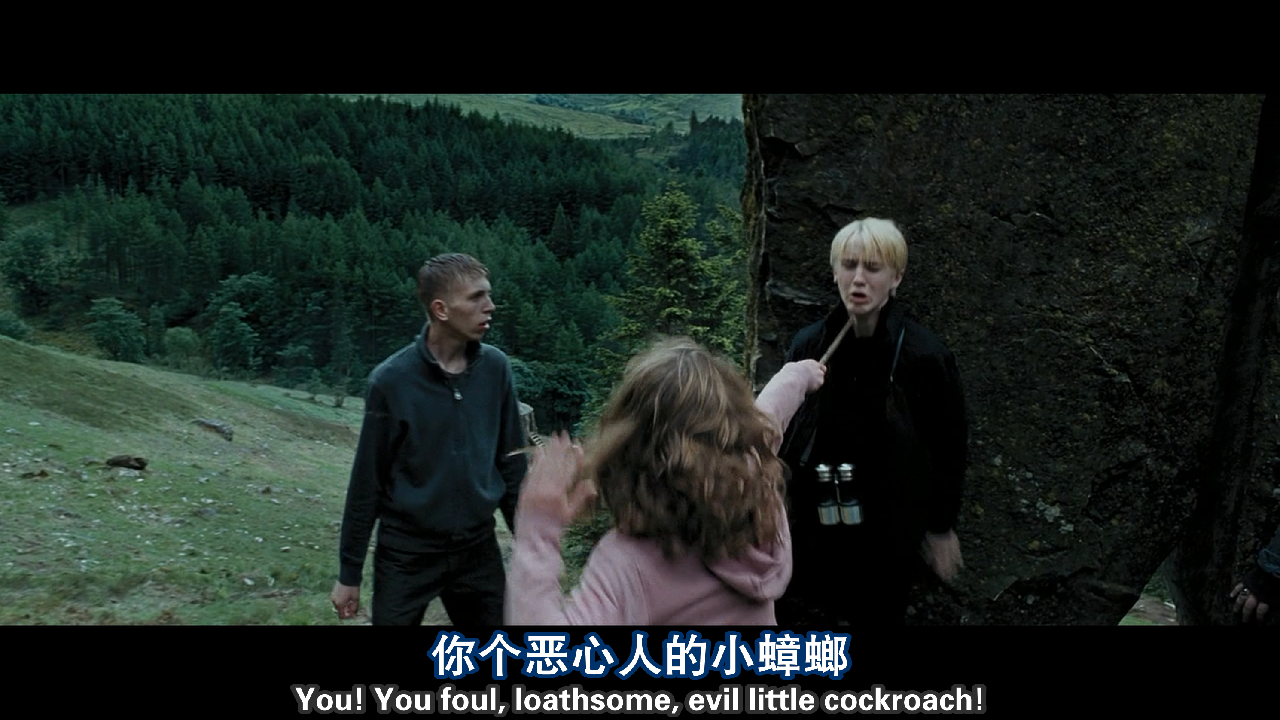 你个恶心人的小蟑螂
You! You foul, loathsome, evil little cockroach!